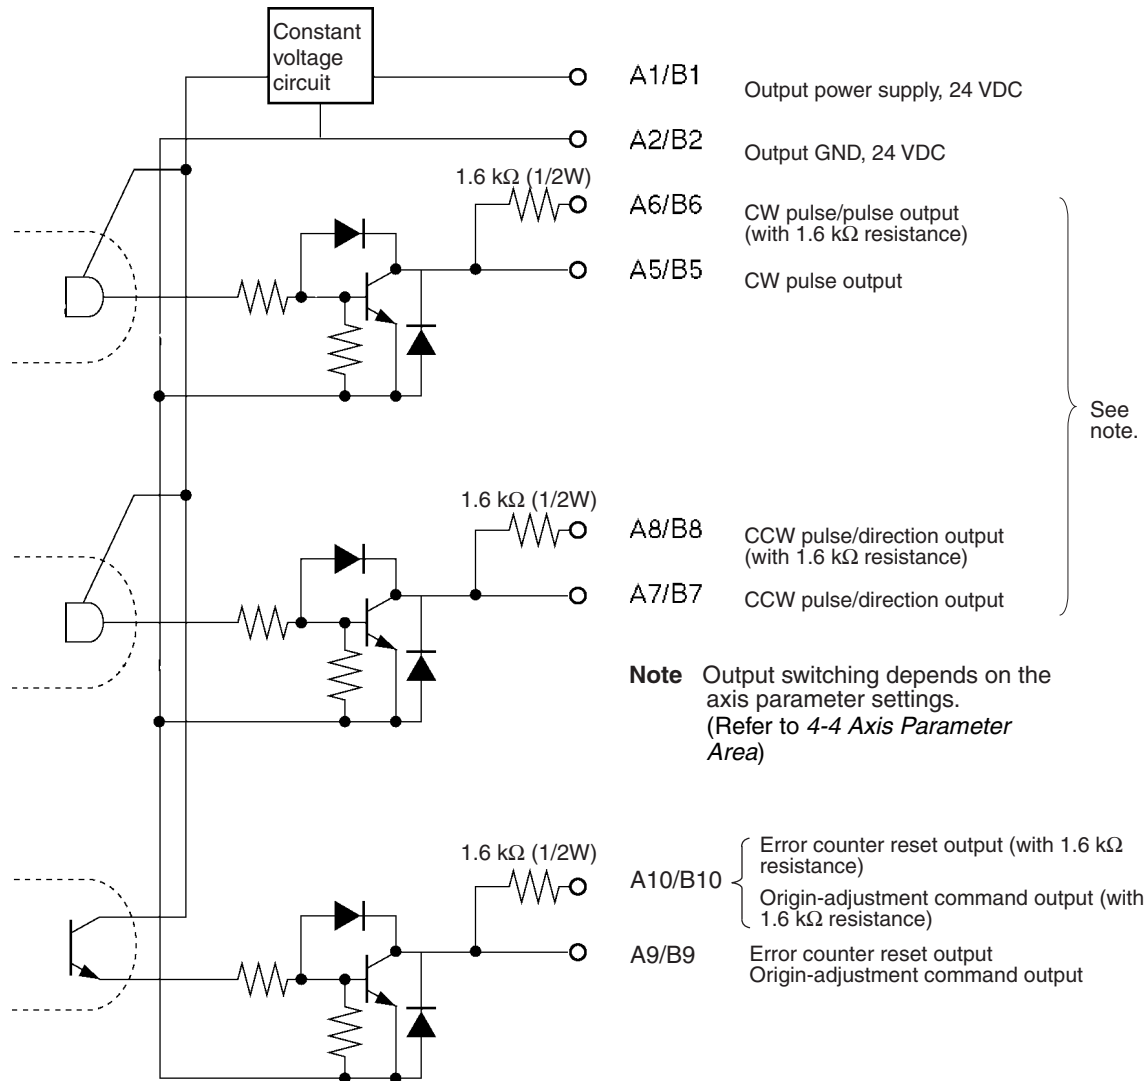 Constant
voltage
circuit
A1/B1
Output power supply, 24 VDC
A2/B2
Output GND, 24 VDC
1.6 kΩ (1/2W)
A6/B6
CW pulse/pulse output
(with 1.6 kΩ resistance)
A5/B5
CW pulse output
See
note.
1.6 kΩ (1/2W)
A8/B8
CCW pulse/direction output
(with 1.6 kΩ resistance)
A7/B7
CCW pulse/direction output
Note Output switching depends on the
axis parameter settings.
(Refer to 4-4 Axis Parameter
Area)
1.6 kΩ (1/2W)
A10/B10
Error counter reset output (with 1.6 kΩ
resistance)
Origin-adjustment command output (with
1.6 kΩ resistance)
A9/B9
Error counter reset output
Origin-adjustment command output